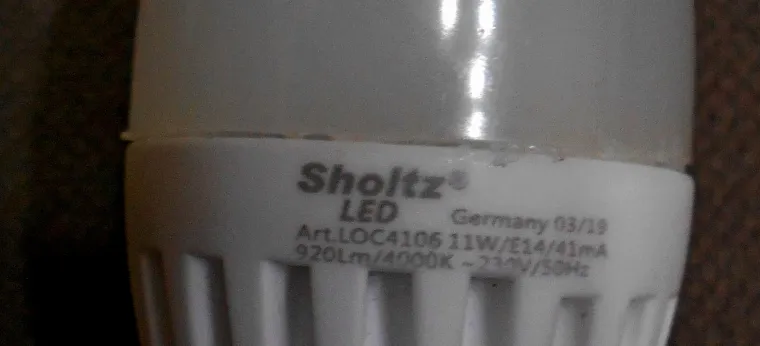 Sholtz®
LED Germany 03/19
Art.LOC4106 11W/E14/41mA
920Lm/4000K ~230V/50Hz